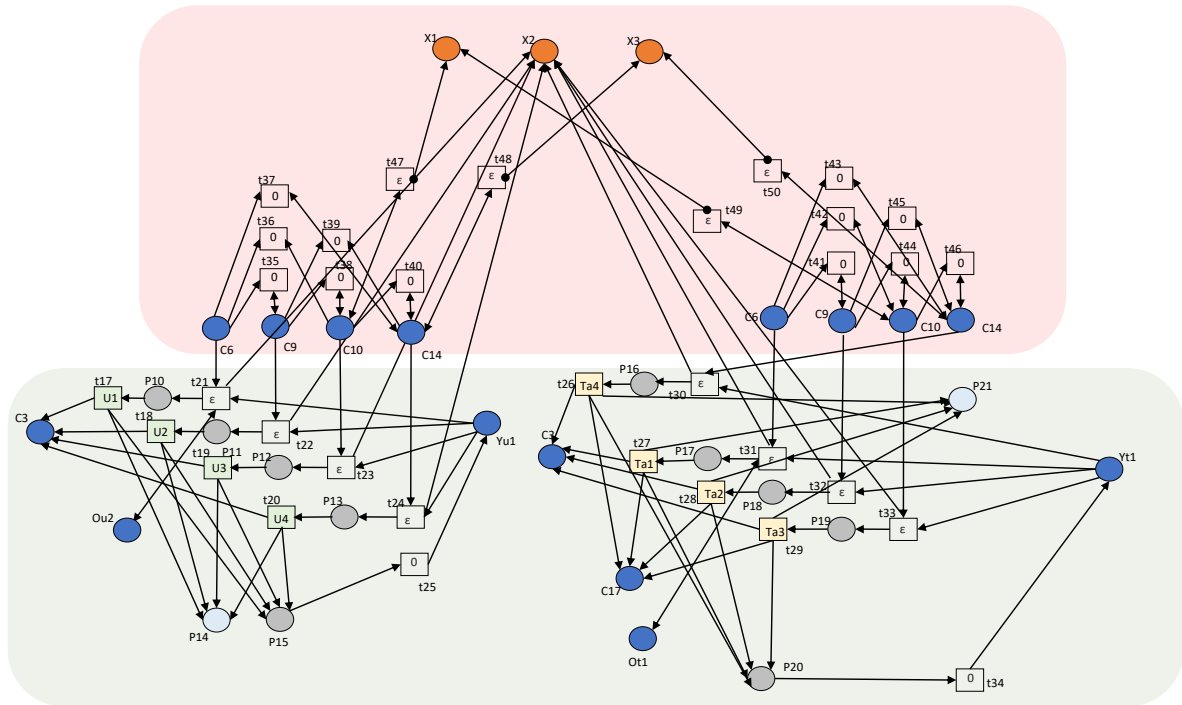 X1
X2
X3
t47
ε
t48
ε
t37
0
t36
0
t39
0
t35
0
t38
0
t40
0
ε
t50
t43
0
t49
ε
t42
0
t45
0
t41
0
t44
0
t46
0
C6
C9
C10
C14
C6
C9
C10
C14
t17
U1
P10
t21
ε
C3
t18
U2
P11
ε
t22
Yu1
t19
U3
P12
ε
t23
t20
U4
P13
t24
ε
Ou2
0
t25
P14
P15
t26
Ta4
P16
ε
t30
P21
C3
t27
Ta1
P17
t31
ε
Yt1
t28
Ta2
P18
t32
ε
Ta3
t29
P19
t33
ε
C17
Ot1
P20
0
t34